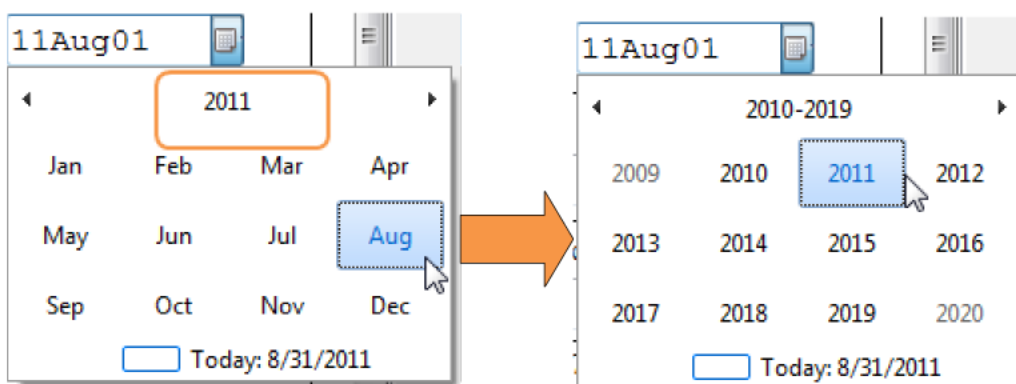 11Aug01
2011
Jan Feb Mar Apr
May Jun Jul Aug
Sep Oct Nov Dec
Today: 8/31/2011
11Aug01
2010-2019
2009 2010 2011 2012
2013 2014 2015 2016
2017 2018 2019 2020
Today: 8/31/2011